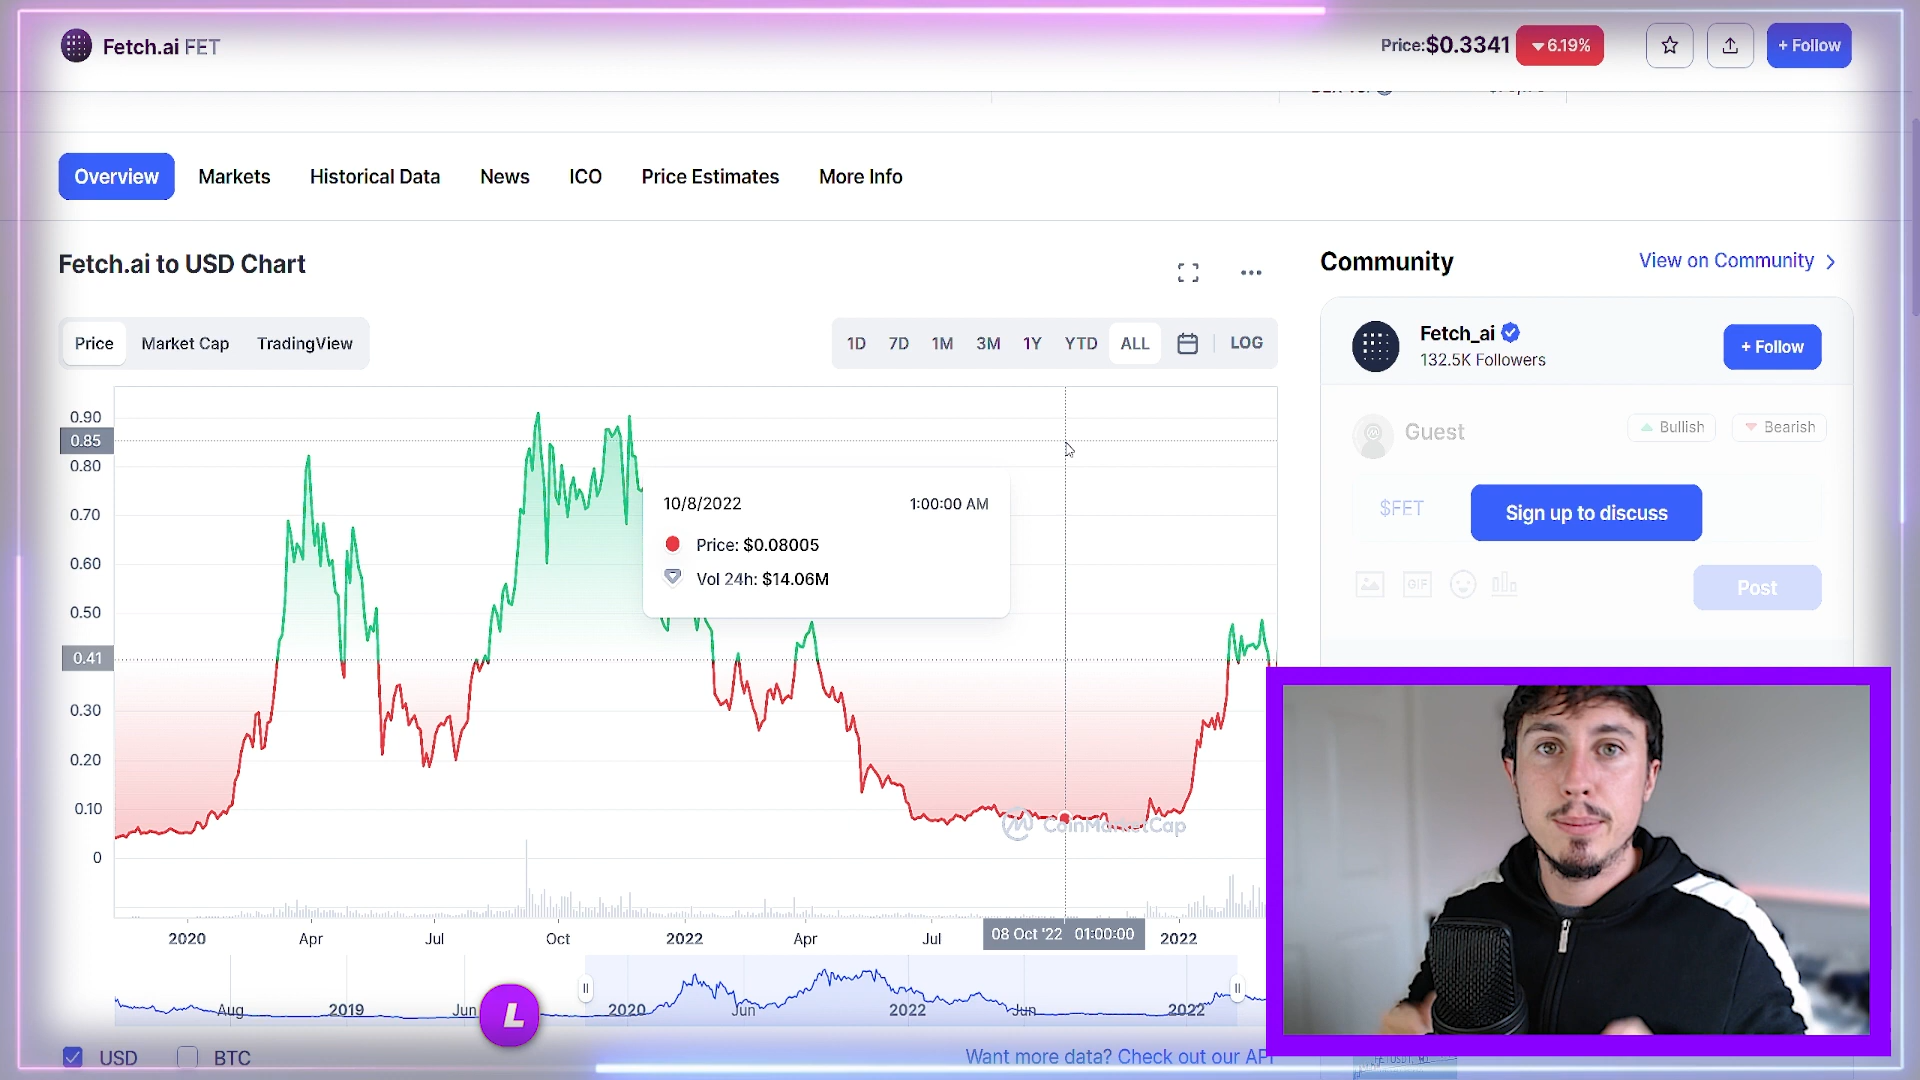 Fetch.ai FET
Price:$0.3341
6.19%
+ Follow
Overview
Markets
Historical Data
News
ICO
Price Estimates
More Info
Fetch.ai to USD Chart
Community
View on Community
Price
Market Cap
TradingView
1D
7D
1M
3M
1Y
YTD
ALL
LOG
Fetch_ai
132.5K Followers
+ Follow
Guest
Bullish
Bearish
$FET
Sign up to discuss
GIF
Post
0.90
0.85
0.80
0.70
0.60
0.50
0.41
0.30
0.20
0.10
0
10/8/2022
1:00:00 AM
Price: $0.08005
Vol 24h: $14.06M
CoinMarketCap
2020
Apr
Jul
Oct
2022
Apr
Jul
08 Oct '22 01:00:00
2022
Aug
2019
Jun
2020
Jun
2022
Jun
2022
L
USD
BTC
Want more data? Check out our API